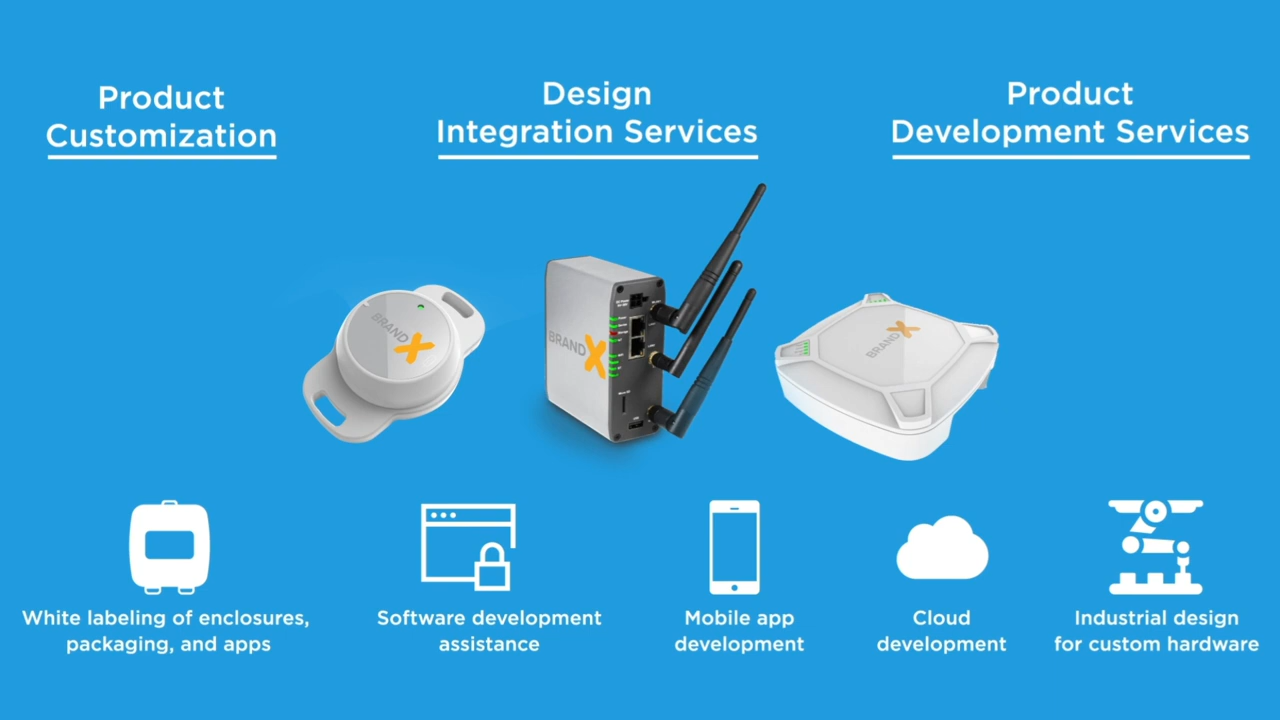 Product
Customization
Design
Integration Services
Product
Development Services
BRAND X
BRAND X
BRAND X
White labeling of enclosures,
packaging, and apps
Software development
assistance
Mobile app
development
Cloud
development
Industrial design
for custom hardware